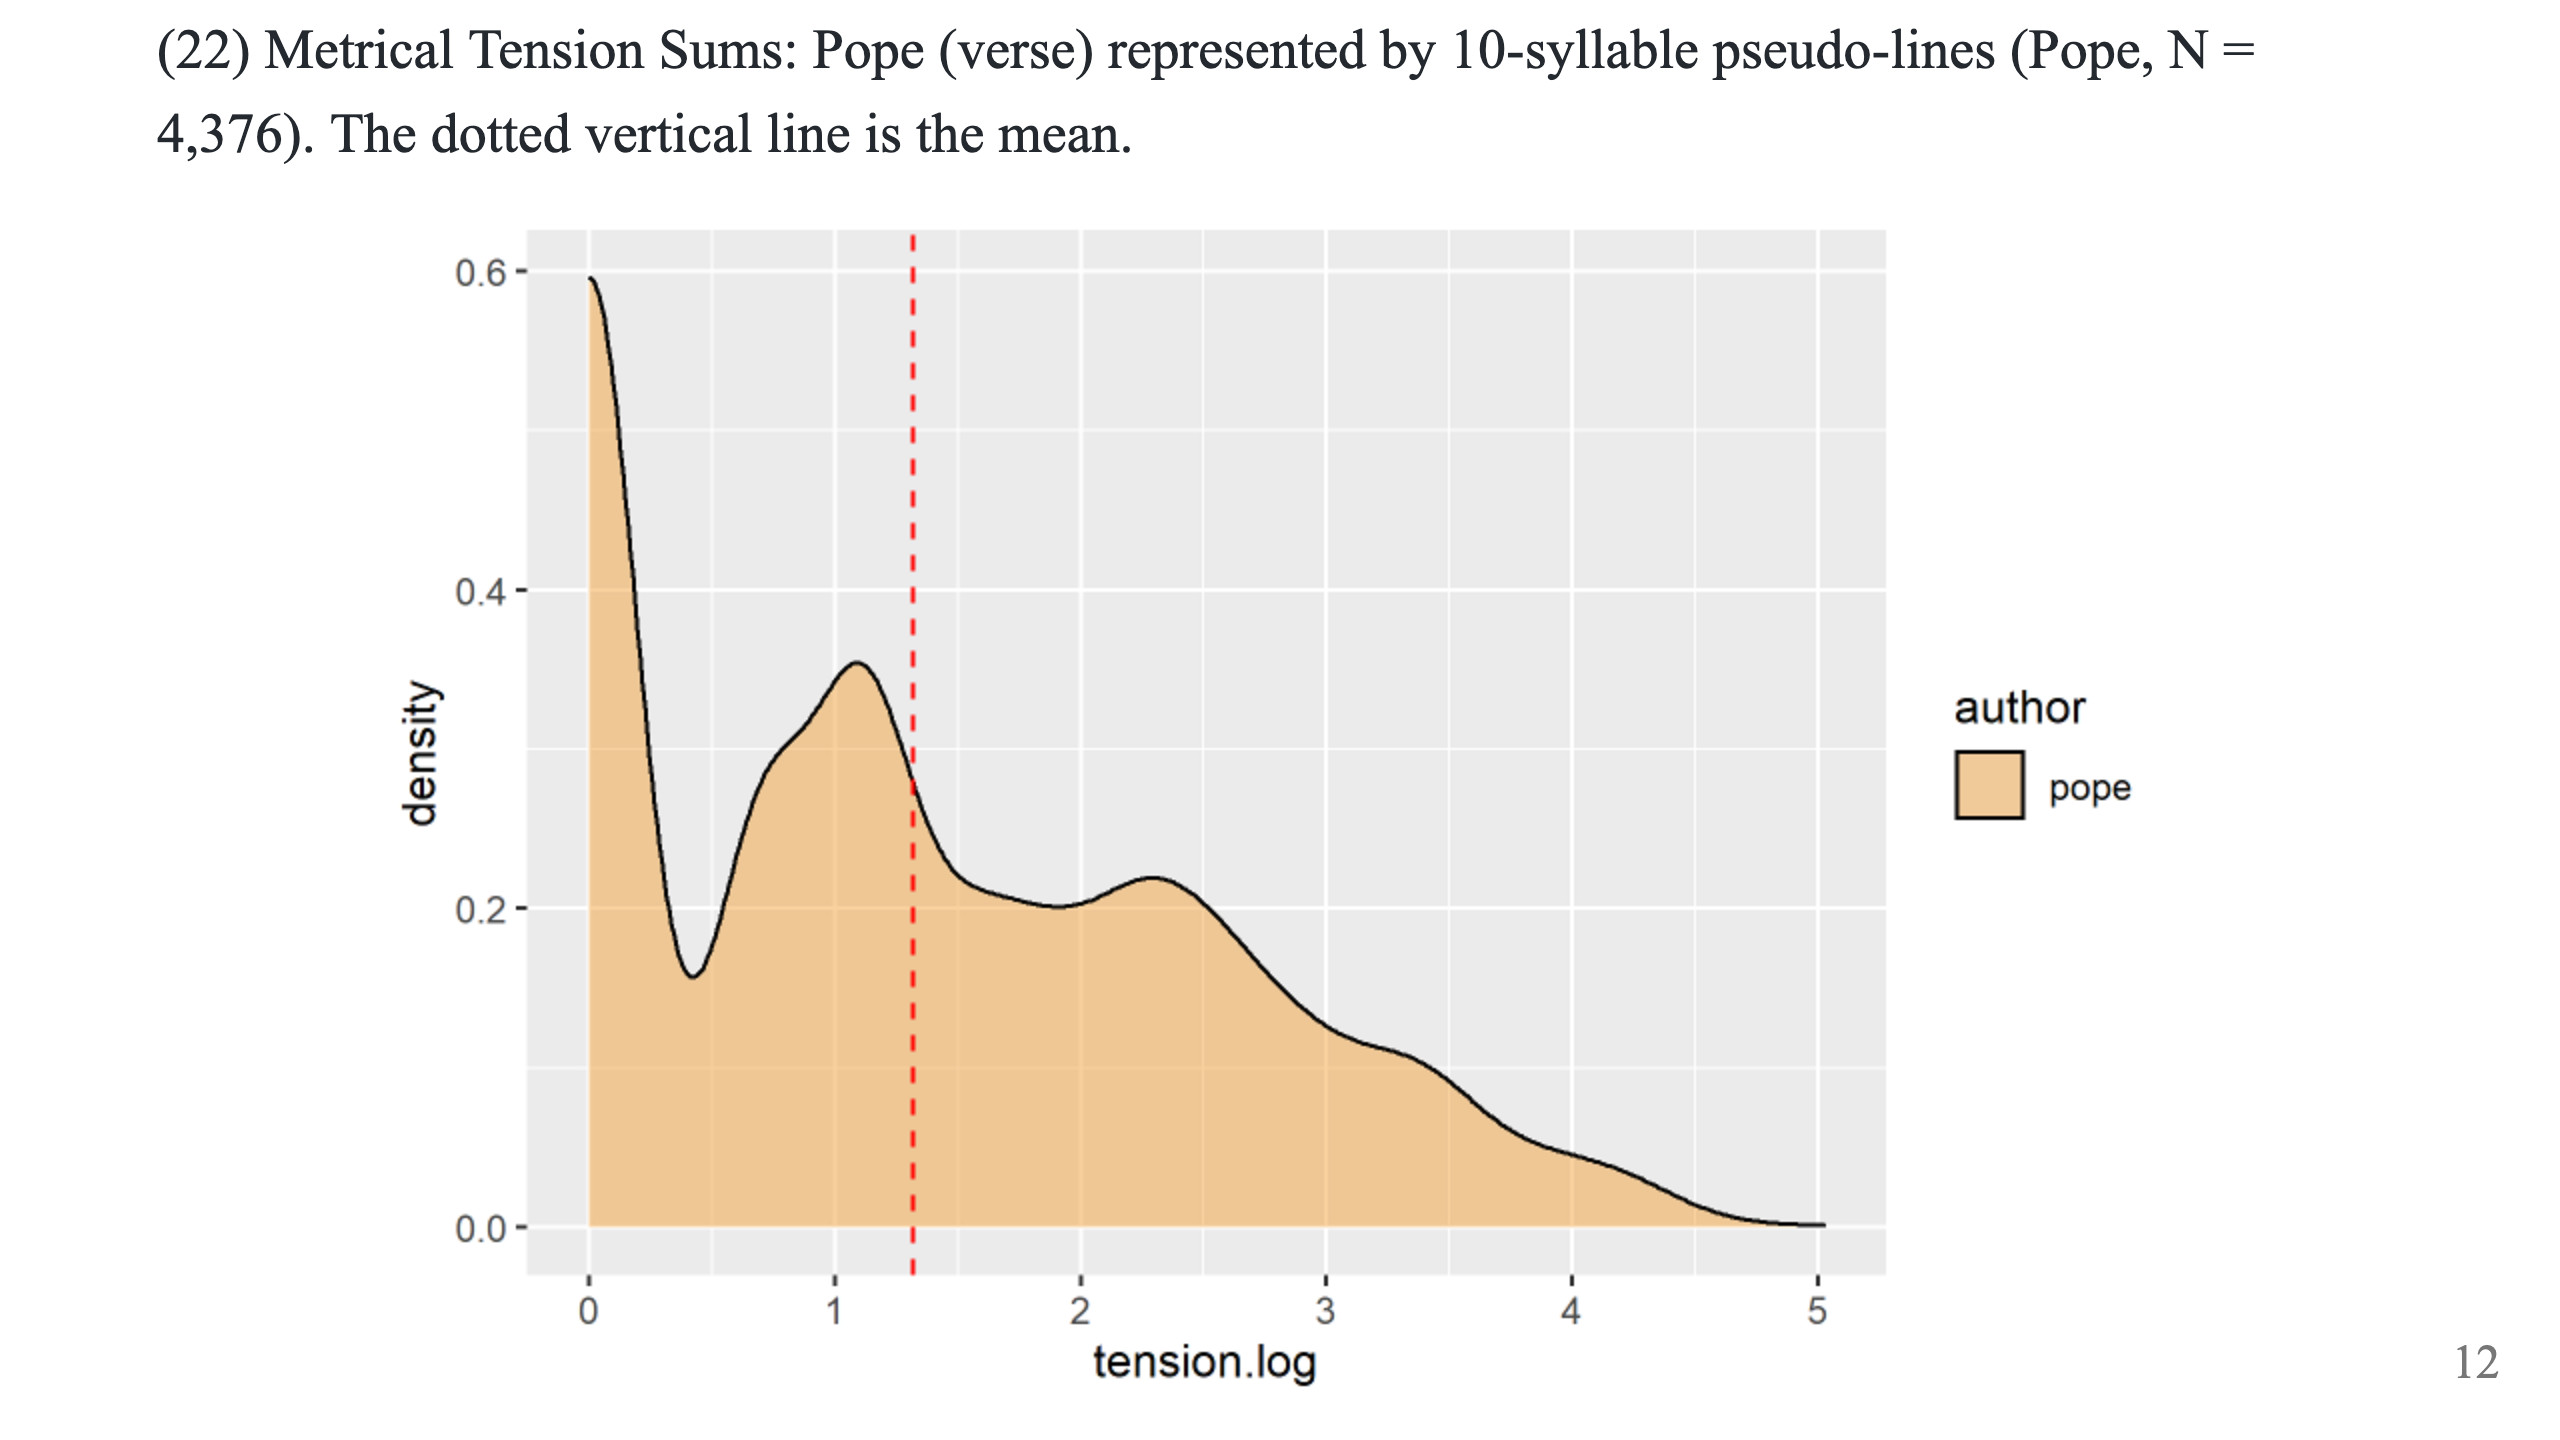 (22) Metrical Tension Sums: Pope (verse) represented by 10-syllable pseudo-lines (Pope, N =
4,376). The dotted vertical line is the mean.
0.6
0.4
0.2
0.0
density
0 1 2 3 4 5
tension.log
author
pope
12